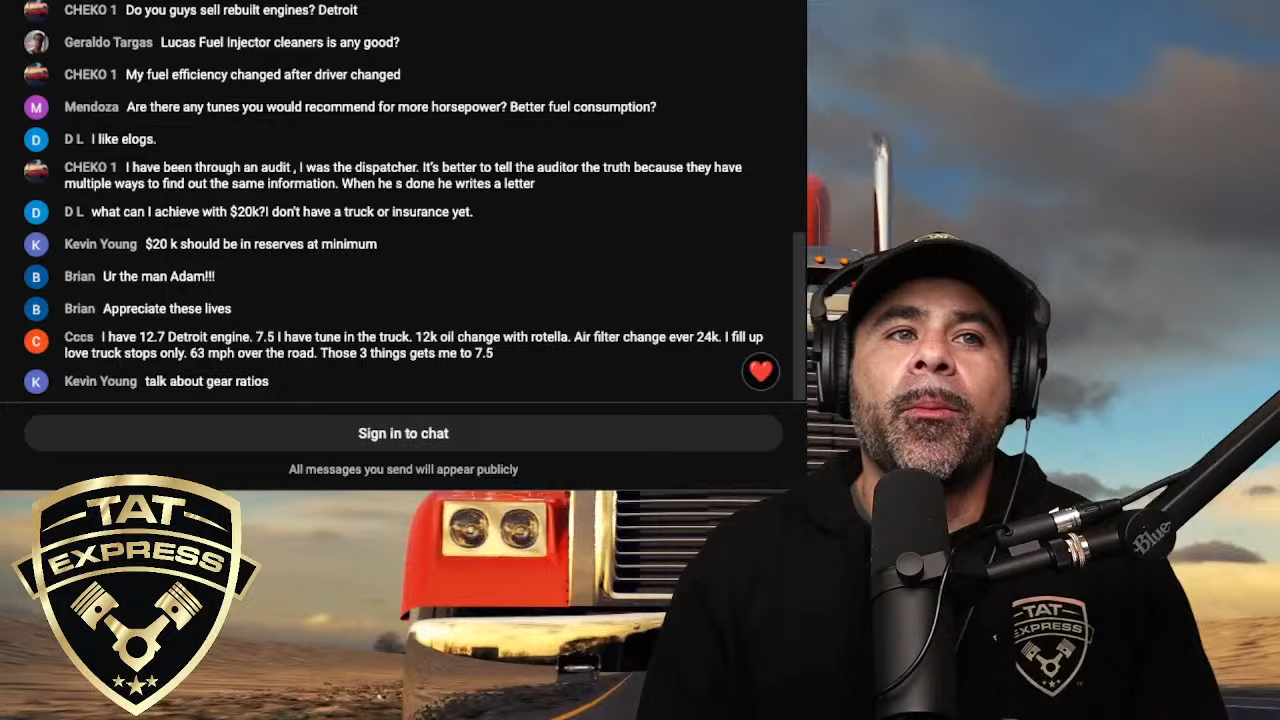 CHEKO 1 Do you guys sell rebuilt engines? Detroit
Geraldo Targas Lucas Fuel Injector cleaners is any good?
CHEKO 1 My fuel efficiency changed after driver changed
M Mendoza Are there any tunes you would recommend for more horsepower? Better fuel consumption?
D D L I like elogs.
CHEKO 1 I have been through an audit , I was the dispatcher. It's better to tell the auditor the truth because they have
multiple ways to find out the same information. When he s done he writes a letter
D D L what can I achieve with $20k?I don't have a truck or insurance yet.
K Kevin Young $20 k should be in reserves at minimum
B Brian Ur the man Adam!!!
B Brian Appreciate these lives
C Cccs I have 12.7 Detroit engine. 7.5 I have tune in the truck. 12k oil change with rotella. Air filter change ever 24k. I fill up
love truck stops only. 63 mph over the road. Those 3 things gets me to 7.5
K Kevin Young talk about gear ratios
Sign in to chat
All messages you send will appear publicly
TAT
EXPRESS
TAT
Blue
TAT
EXPRESS